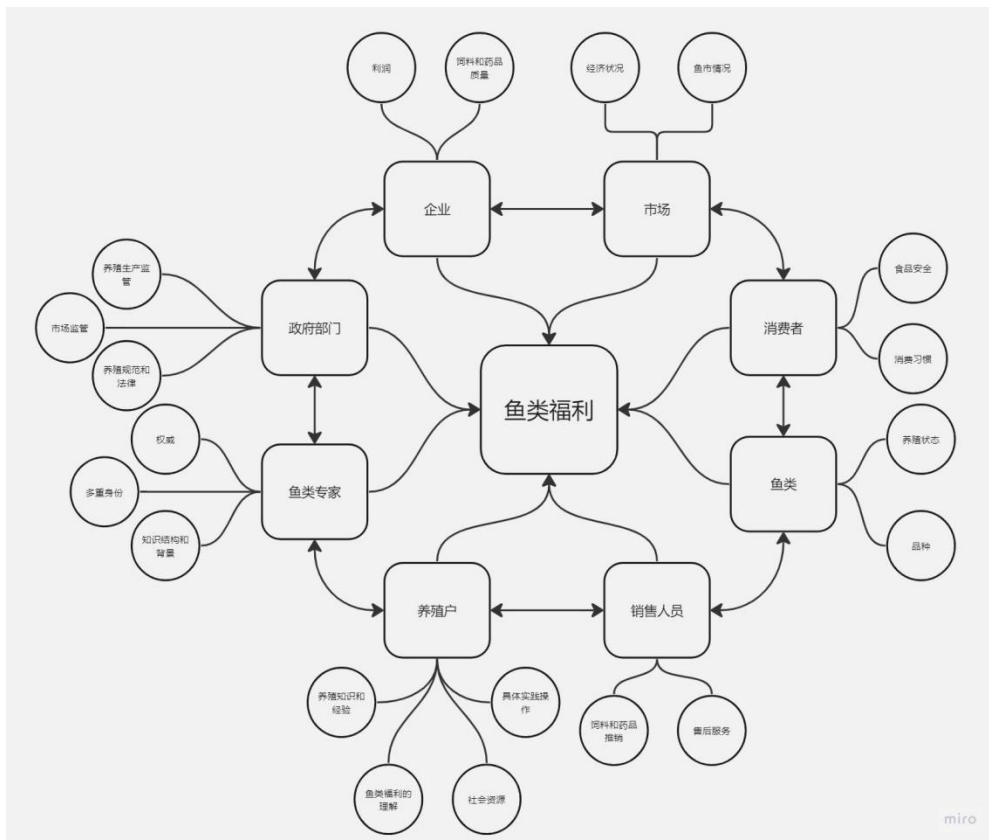 利润
饲料和药品
质量
经济状况
鱼市情况
企业
市场
养殖生产监
管
市场监管
养殖规范和
法律
政府部门
消费者
食品安全
消费习惯
鱼类福利
权威
多重身份
知识结构和
背景
鱼类专家
鱼类
养殖状态
品种
养殖户
销售人员
养殖知识和
经验
具体实践操
作
鱼类福利的
理解
社会资源
饲料和药品
推销
售后服务
miro